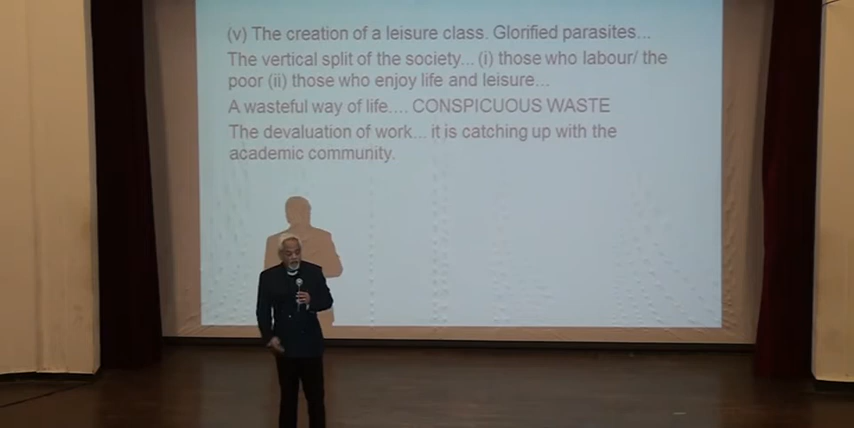 (v) The creation of a leisure class. Glorified parasites...
The vertical split of the society... (i) those who labour/ the
poor (ii) those who enjoy life and leisure...
A wasteful way of life.... CONSPICUOUS WASTE
The devaluation of work... it is catching up with the
academic community.